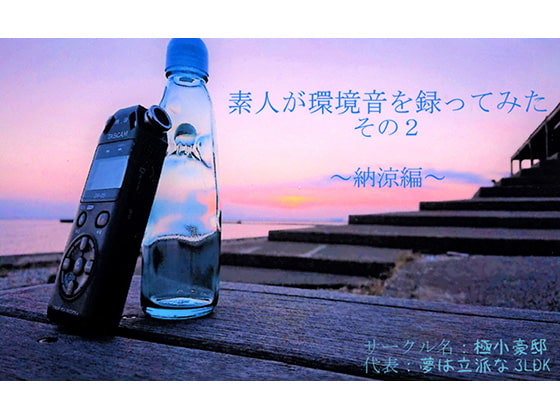 素人が環境音を録ってみた
その２
～納涼編～
TASCAM
サークル名：極小豪邸
代表：夢は立派な3LDK